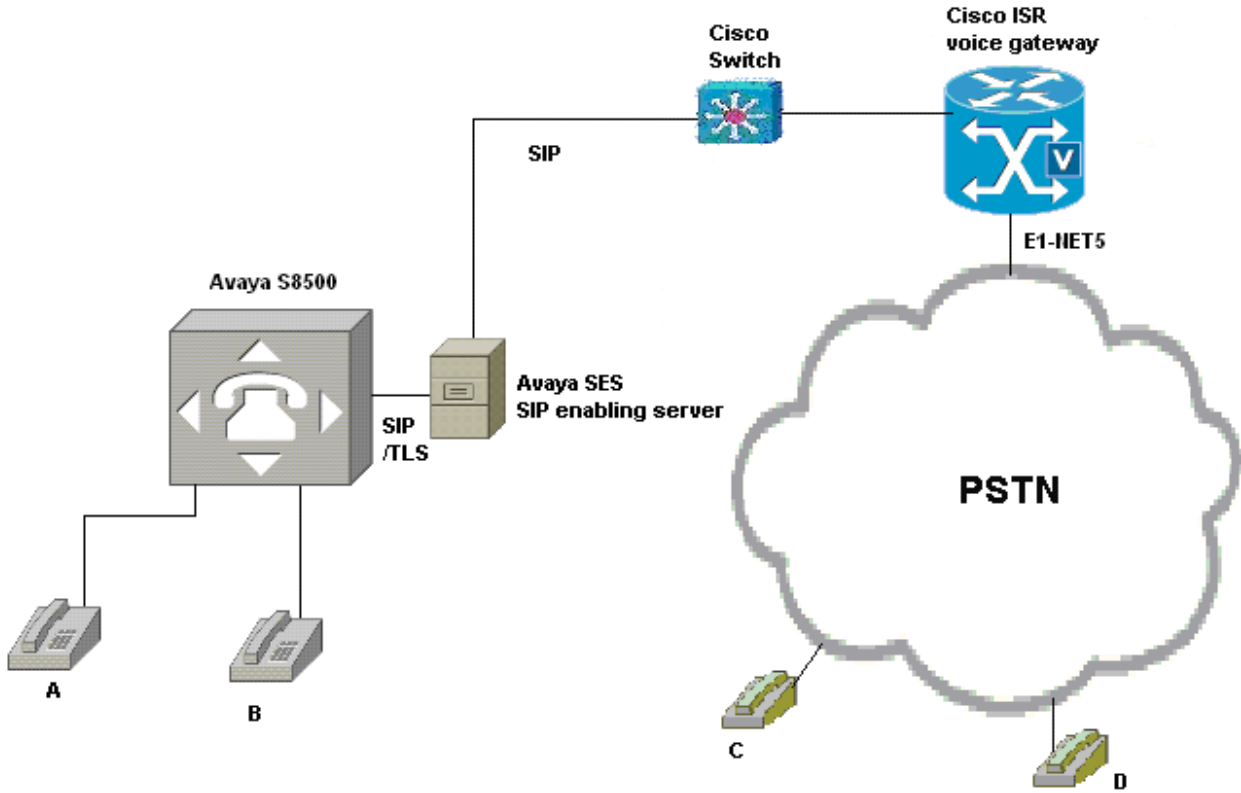 Cisco
Switch
Cisco ISR
voice gateway
SIP
V
E1-NET5
Avaya S8500
Avaya SES
SIP enabling server
SIP
/TLS
PSTN
A
B
C
D